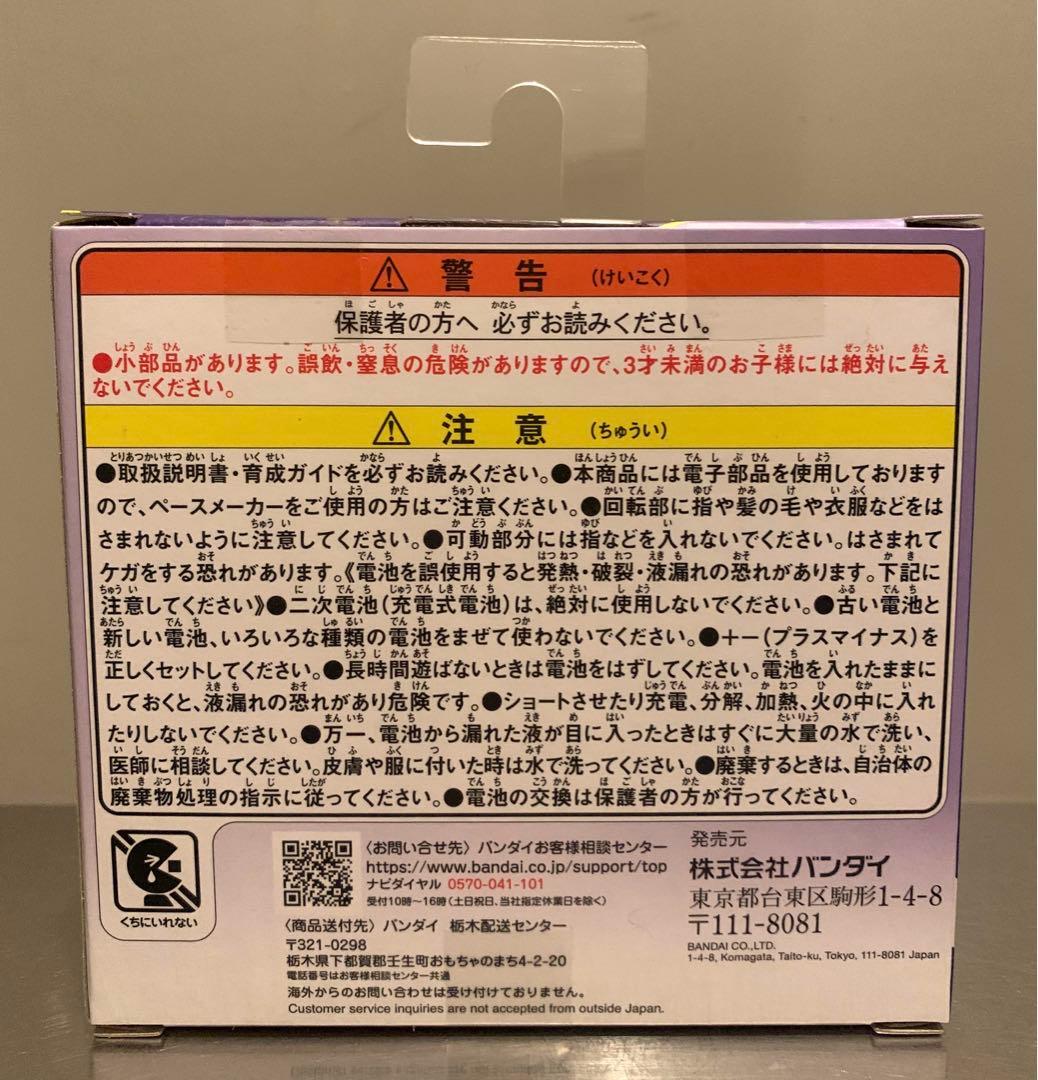 ⚠ 警告 (けいこく)
保護者の方へ 必ずお読みください。
●小部品があります。誤飲・窒息の危険がありますので、3才未満のお子様には絶対に与え
ないでください。
⚠ 注意 (ちゅうい)
●取扱説明書・育成ガイドを必ずお読みください。●本商品には電子部品を使用しております
ので、ペースメーカーをご使用の方はご注意ください。●回転部に指や髪の毛や衣服などをは
さまれないように注意してください。●可動部分には指などを入れないでください。はさまれて
ケガをする恐れがあります。《電池を誤使用すると発熱・破裂・液漏れの恐れがあります。下記に
注意してください》●二次電池(充電式電池)は、絶対に使用しないでください。●古い電池と
新しい電池、いろいろな種類の電池をまぜて使わないでください。●+−(プラスマイナス)を
正しくセットしてください。●長時間遊ばないときは電池をはずしてください。電池を入れたままに
しておくと、液漏れの恐れがあり危険です。●ショートさせたり充電、分解、加熱、火の中に入れ
たりしないでください。●万一、電池から漏れた液が目に入ったときはすぐに大量の水で洗い、
医師に相談してください。皮膚や服に付いた時は水で洗ってください。●廃棄するときは、自治体の
廃棄物処理の指示に従ってください。●電池の交換は保護者の方が行ってください。
くちにいれない
〈お問い合せ先〉バンダイお客様相談センター
https://www.bandai.co.jp/support/top
ナビダイヤル 0570-041-101
受付10時〜16時(土日祝日、当社指定休業日を除く)
〈商品送付先〉バンダイ 栃木配送センター
〒321-0298
栃木県下都賀郡壬生町おもちゃのまち4-2-20
電話番号はお客様相談センター共通
海外からのお問い合わせは受け付けておりません。
Customer service inquiries are not accepted from outside Japan.
発売元
株式会社バンダイ
東京都台東区駒形1-4-8
〒111-8081
BANDAI CO.,LTD.
1-4-8, Komagata, Taito-ku, Tokyo, 111-8081 Japan